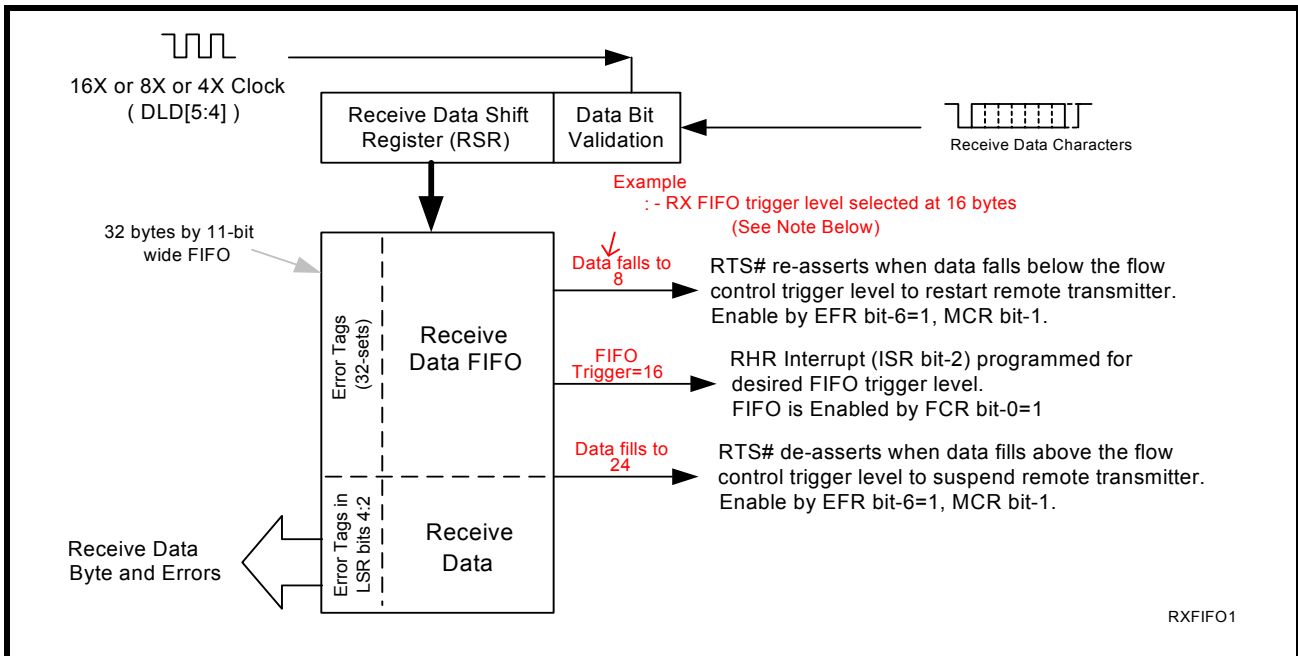 16X or 8X or 4X Clock
( DLD[5:4] )
Receive Data Shift
Register (RSR)
Data Bit
Validation
Receive Data Characters
Example
: - RX FIFO trigger level selected at 16 bytes
(See Note Below)
32 bytes by 11-bit
wide FIFO
Error Tags
(32-sets)
Receive
Data FIFO
Data falls to
8
RTS# re-asserts when data falls below the flow
control trigger level to restart remote transmitter.
Enable by EFR bit-6=1, MCR bit-1.
FIFO
Trigger=16
RHR Interrupt (ISR bit-2) programmed for
desired FIFO trigger level.
FIFO is Enabled by FCR bit-0=1
Data fills to
24
RTS# de-asserts when data fills above the flow
control trigger level to suspend remote transmitter.
Enable by EFR bit-6=1, MCR bit-1.
Error Tags in
LSR bits 4:2
Receive
Data
Receive Data
Byte and Errors
RXFIFO1